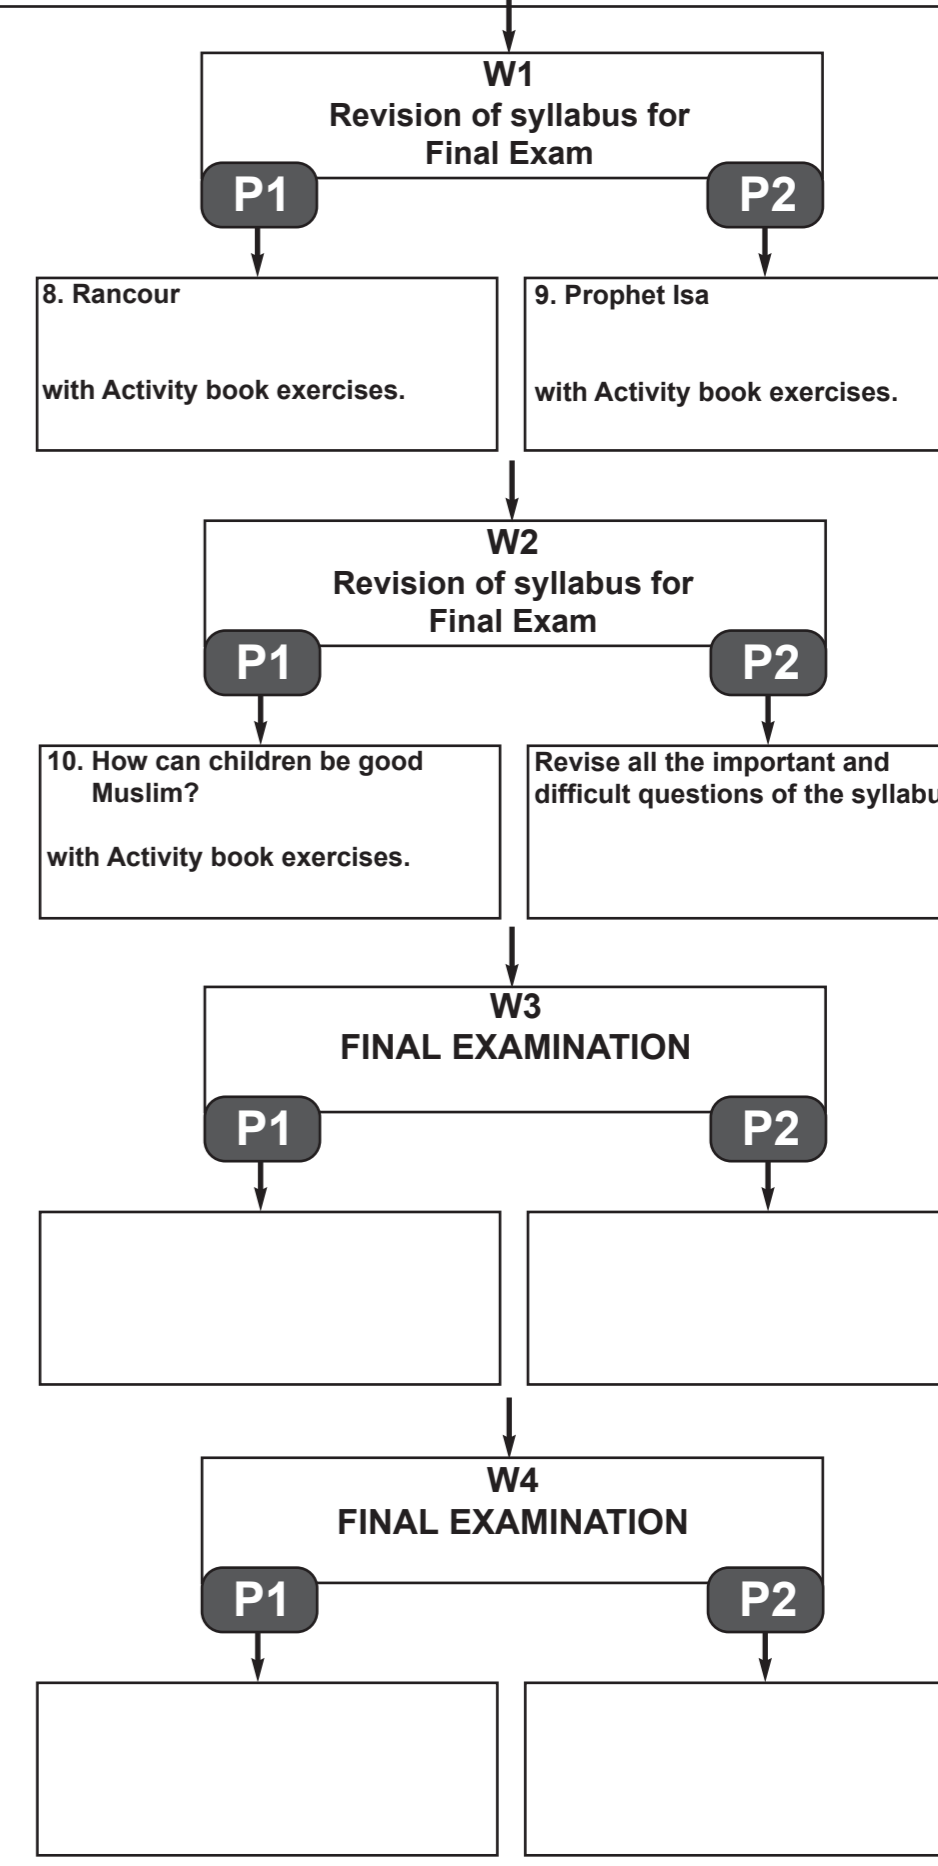 W1
Revision of syllabus for
Final Exam
P1
P2
8. Rancour
with Activity book exercises.
9. Prophet Isa
with Activity book exercises.
W2
Revision of syllabus for
Final Exam
P1
P2
10. How can children be good
Muslim?
with Activity book exercises.
Revise all the important and
difficult questions of the syllabu
W3
FINAL EXAMINATION
P1
P2
W4
FINAL EXAMINATION
P1
P2